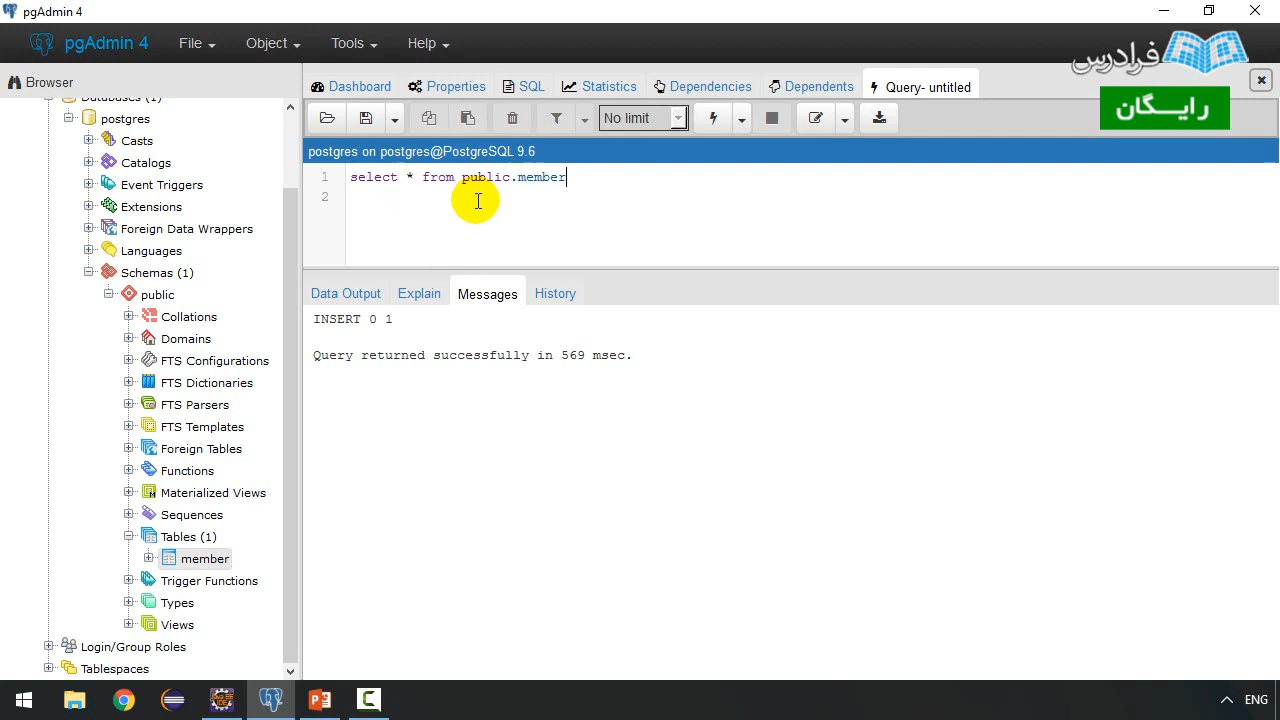 pgAdmin 4
pgAdmin 4 File Object Tools Help
فرادرس
رایگان
Browser
Dashboard Properties SQL Statistics Dependencies Dependents Query- untitled
No limit
postgres on postgres@PostgreSQL 9.6
1 select * from public.member
2
Data Output Explain Messages History
INSERT 0 1
Query returned successfully in 569 msec.
Databases (1)
postgres
Casts
Catalogs
Event Triggers
Extensions
Foreign Data Wrappers
Languages
Schemas (1)
public
Collations
Domains
FTS Configurations
FTS Dictionaries
FTS Parsers
FTS Templates
Foreign Tables
Functions
Materialized Views
Sequences
Tables (1)
member
Trigger Functions
Types
Views
Login/Group Roles
Tablespaces
ENG